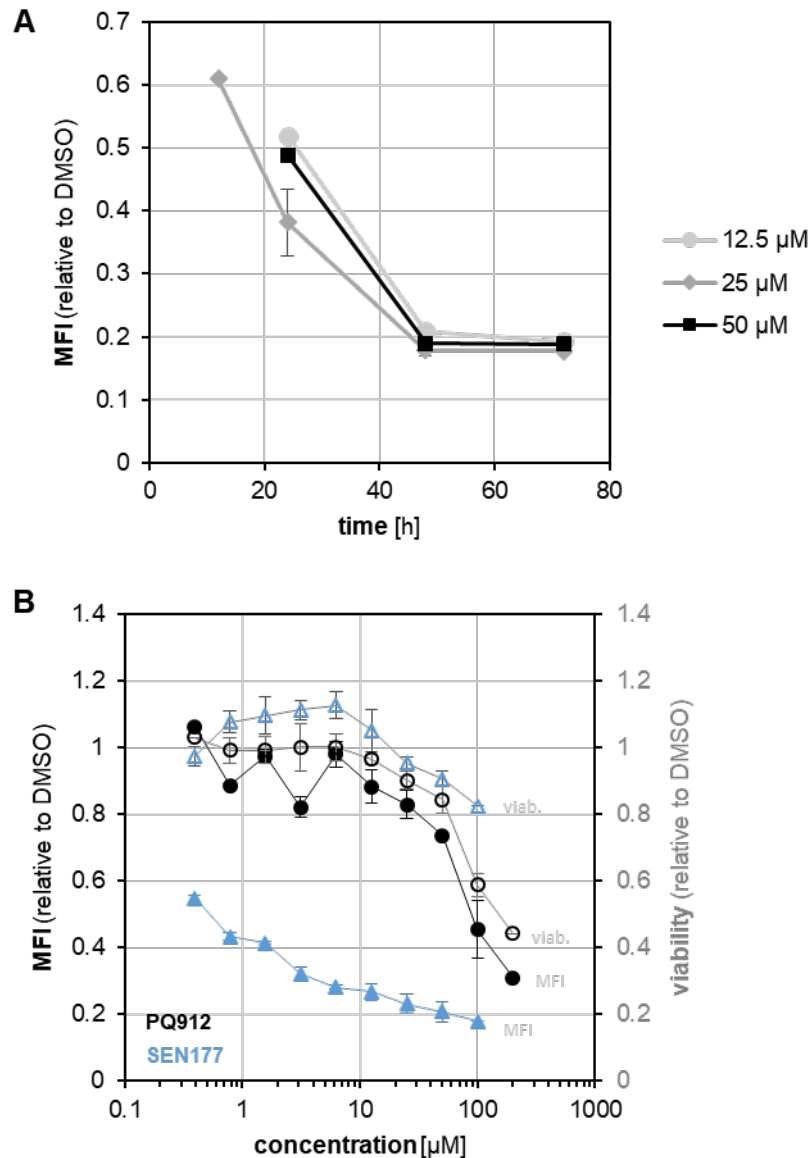 A
MFI (relative to DMSO)
0.7
0.6
0.5
0.4
0.3
0.2
0.1
0
0 20 40 60 80
time [h]
12.5 µM
25 µM
50 µM
B
MFI (relative to DMSO)
1.4 1.4
1.2 1.2
1 1
0.8 viab. 0.8
0.6 0.6
0.4 viab. 0.4
MFI
0.2 PQ912 MFI 0.2
SEN177
0 0
0.1 1 10 100 1000
concentration [µM]
viability (relative to DMSO)